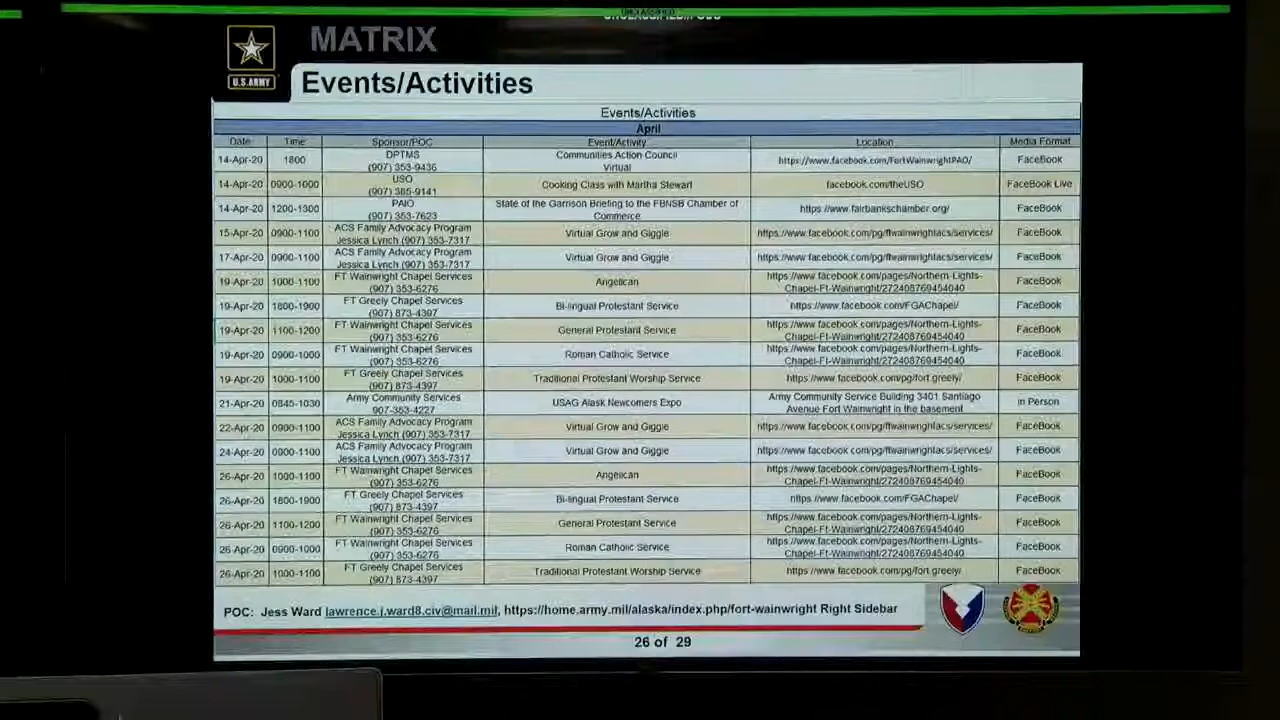 UNCLASSIFIED
MATRIX
U.S.ARMY
Events/Activities
Events/Activities
April
Date Time Sponsor/POC Event/Activity Location Media Format
14-Apr-20 1800 DPTMS (907) 353-9436 Communities Action Council Virtual https://www.facebook.com/FortWainwrightPAO/ FaceBook
14-Apr-20 0900-1000 USO (907) 385-9141 Cooking Class with Martha Stewart facebook.com/theUSO FaceBook Live
14-Apr-20 1200-1300 PAIO (907) 353-7623 State of the Garrison Briefing to the FBNSB Chamber of Commerce https://www.fairbankschamber.org/ FaceBook
15-Apr-20 0900-1100 ACS Family Advocacy Program Jessica Lynch (907) 353-7317 Virtual Grow and Giggle https://www.facebook.com/pg/ftwainwrightacs/services/ FaceBook
17-Apr-20 0900-1100 ACS Family Advocacy Program Jessica Lynch (907) 353-7317 Virtual Grow and Giggle https://www.facebook.com/pg/ftwainwrightacs/services/ FaceBook
19-Apr-20 1000-1100 FT Wainwright Chapel Services (907) 353-6276 Angelican https://www.facebook.com/pages/Northern-Lights-Chapel-Ft-Wainwright/272408769454040 FaceBook
19-Apr-20 1800-1900 FT Greely Chapel Services (907) 873-4397 Bi-lingual Protestant Service https://www.facebook.com/FGAChapel/ FaceBook
19-Apr-20 1100-1200 FT Wainwright Chapel Services (907) 353-6276 General Protestant Service https://www.facebook.com/pages/Northern-Lights-Chapel-Ft-Wainwright/272408769454040 FaceBook
19-Apr-20 0900-1000 FT Wainwright Chapel Services (907) 353-6276 Roman Catholic Service https://www.facebook.com/pages/Northern-Lights-Chapel-Ft-Wainwright/272408769454040 FaceBook
19-Apr-20 1000-1100 FT Greely Chapel Services (907) 873-4397 Traditional Protestant Worship Service https://www.facebook.com/pg/fort.greely/ FaceBook
21-Apr-20 0845-1030 Army Community Services 907-353-4227 USAG Alask Newcomers Expo Army Community Service Building 3401 Santiago Avenue Fort Wainwright in the basement in Person
22-Apr-20 0900-1100 ACS Family Advocacy Program Jessica Lynch (907) 353-7317 Virtual Grow and Giggle https://www.facebook.com/pg/ftwainwrightacs/services/ FaceBook
24-Apr-20 0900-1100 ACS Family Advocacy Program Jessica Lynch (907) 353-7317 Virtual Grow and Giggle https://www.facebook.com/pg/ftwainwrightacs/services/ FaceBook
26-Apr-20 1000-1100 FT Wainwright Chapel Services (907) 353-6276 Angelican https://www.facebook.com/pages/Northern-Lights-Chapel-Ft-Wainwright/272408769454040 FaceBook
26-Apr-20 1800-1900 FT Greely Chapel Services (907) 873-4397 Bi-lingual Protestant Service https://www.facebook.com/FGAChapel/ FaceBook
26-Apr-20 1100-1200 FT Wainwright Chapel Services (907) 353-6276 General Protestant Service https://www.facebook.com/pages/Northern-Lights-Chapel-Ft-Wainwright/272408769454040 FaceBook
26-Apr-20 0900-1000 FT Wainwright Chapel Services (907) 353-6276 Roman Catholic Service https://www.facebook.com/pages/Northern-Lights-Chapel-Ft-Wainwright/272408769454040 FaceBook
26-Apr-20 1000-1100 FT Greely Chapel Services (907) 873-4397 Traditional Protestant Worship Service https://www.facebook.com/pg/fort.greely/ FaceBook
POC: Jess Ward lawrence.j.ward8.civ@mail.mil, https://home.army.mil/alaska/index.php/fort-wainwright Right Sidebar
26 of 29